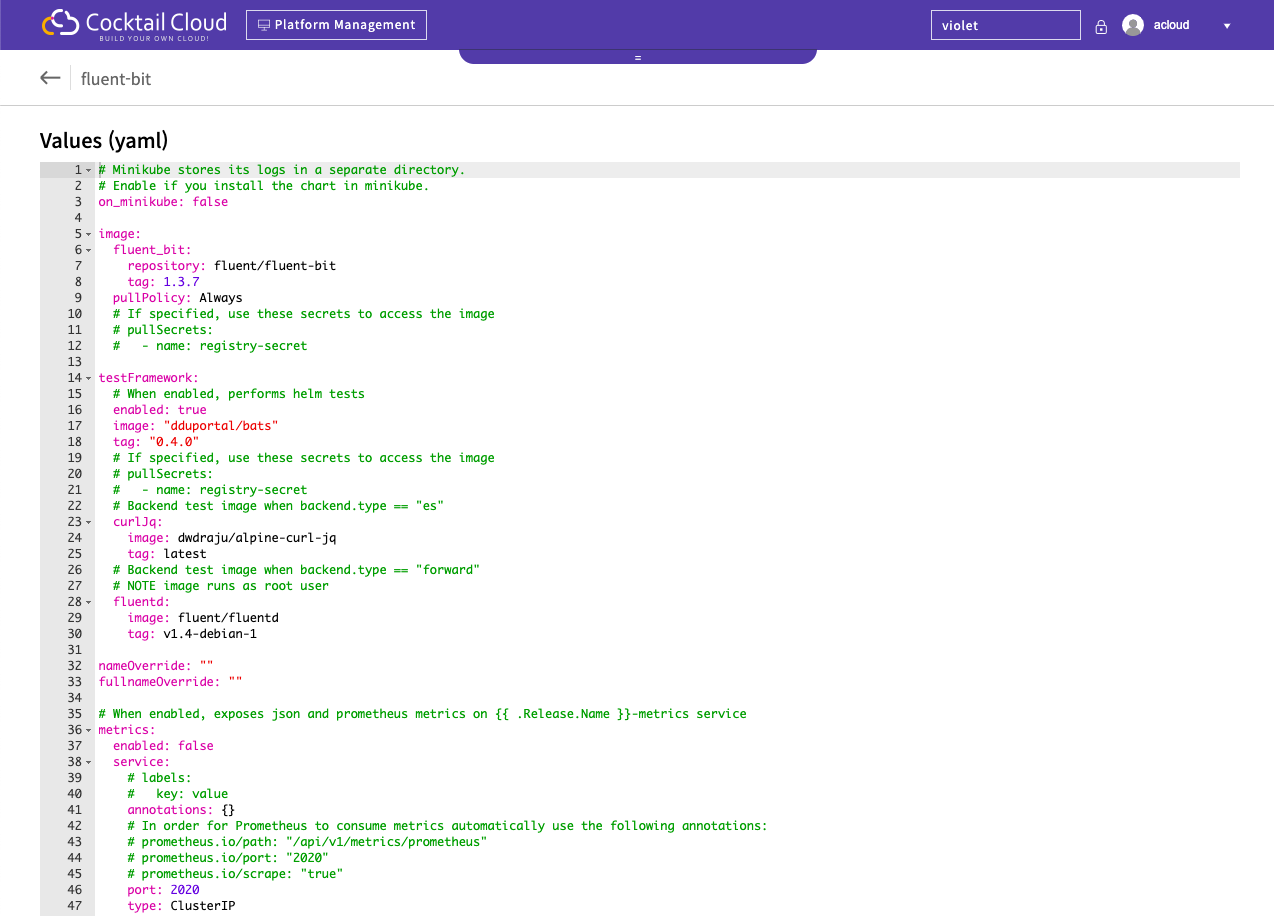 Cocktail Cloud
BUILD YOUR OWN CLOUD!
Platform Management
violet
acloud
=
fluent-bit
Values (yaml)
1 # Minikube stores its logs in a separate directory.
2 # Enable if you install the chart in minikube.
3 on_minikube: false
4
5 image:
6   fluent_bit:
7     repository: fluent/fluent-bit
8     tag: 1.3.7
9   pullPolicy: Always
10   # If specified, use these secrets to access the image
11   # pullSecrets:
12   #   - name: registry-secret
13
14 testFramework:
15   # When enabled, performs helm tests
16   enabled: true
17   image: "dduportal/bats"
18   tag: "0.4.0"
19   # If specified, use these secrets to access the image
20   # pullSecrets:
21   #   - name: registry-secret
22   # Backend test image when backend.type == "es"
23   curlJq:
24     image: dwdraju/alpine-curl-jq
25     tag: latest
26   # Backend test image when backend.type == "forward"
27   # NOTE image runs as root user
28   fluentd:
29     image: fluent/fluentd
30     tag: v1.4-debian-1
31
32 nameOverride: ""
33 fullnameOverride: ""
34
35 # When enabled, exposes json and prometheus metrics on {{ .Release.Name }}-metrics service
36 metrics:
37   enabled: false
38   service:
39     # labels:
40     #   key: value
41     annotations: {}
42     # In order for Prometheus to consume metrics automatically use the following annotations:
43     # prometheus.io/path: "/api/v1/metrics/prometheus"
44     # prometheus.io/port: "2020"
45     # prometheus.io/scrape: "true"
46     port: 2020
47     type: ClusterIP